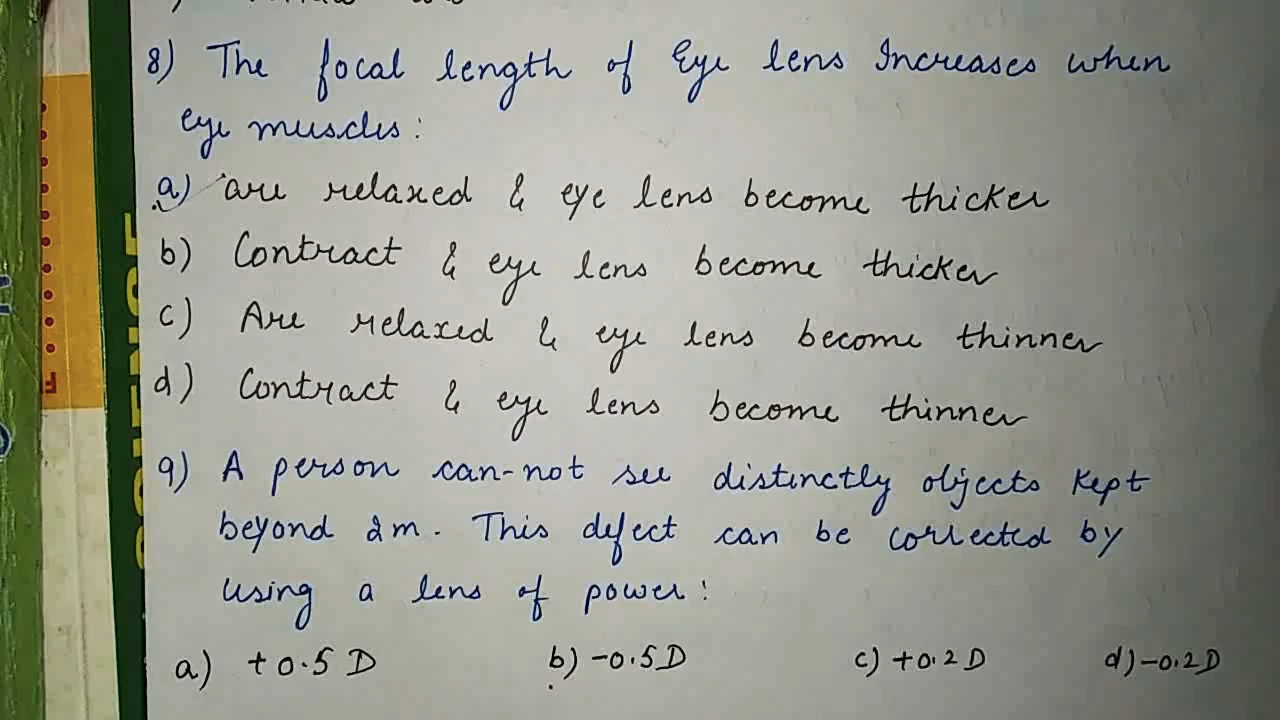 8) The focal length of Eye lens Increases when
eye muscles:
a) are relaxed & eye lens become thicker
b) Contract & eye lens become thicker
c) Are relaxed & eye lens become thinner
d) Contract & eye lens become thinner
9) A person can-not see distinctly objects kept
beyond 2m. This defect can be corrected by
using a lens of power:
a) +0.5 D b) -0.5D c) +0.2D d) -0.2D